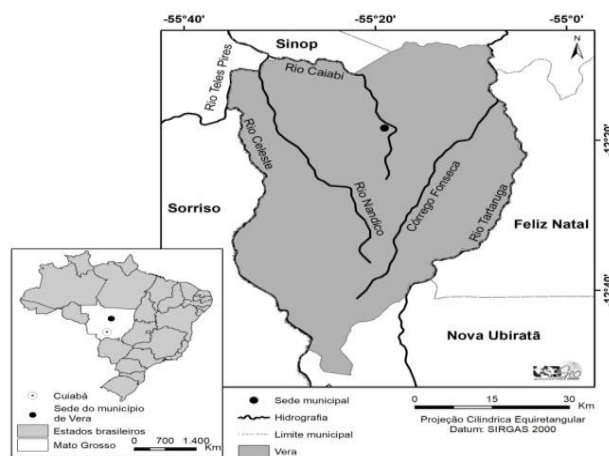 -55°40'
-55°20'
-55°0'
Sinop
N
Rio Teles Pires
Rio Caiabi
-12°20'
Rio Celeste
Rio Nandico
Córrego Fonseca
Rio Tartaruga
Sorriso
Feliz Natal
-12°40'
Nova Ubiratã
Geo
Cuiabá
Sede do município
de Vera
Estados brasileiros
Mato Grosso
0 700 1.400
Km
Sede municipal
Hidrografia
Limite municipal
Vera
0 15 30
Km
Projeção Cilíndrica Equiretangular
Datum: SIRGAS 2000